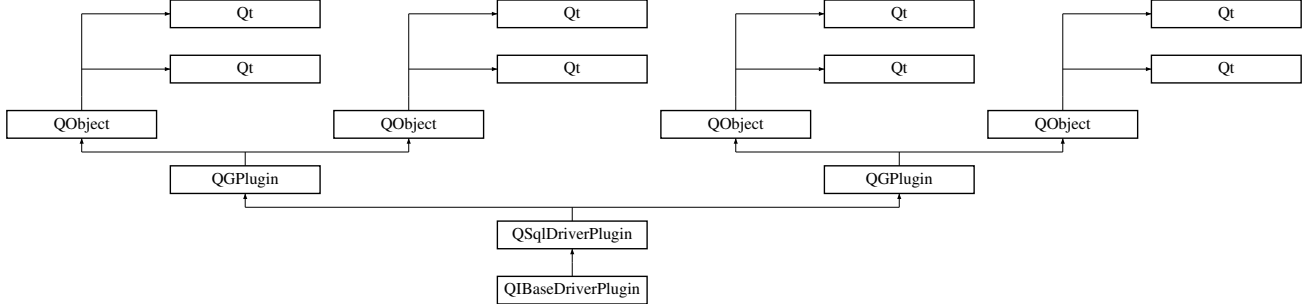 Qt Qt Qt Qt
Qt Qt Qt Qt
QObject QObject QObject QObject
QGPlugin QGPlugin
QSqlDriverPlugin
QIBaseDriverPlugin